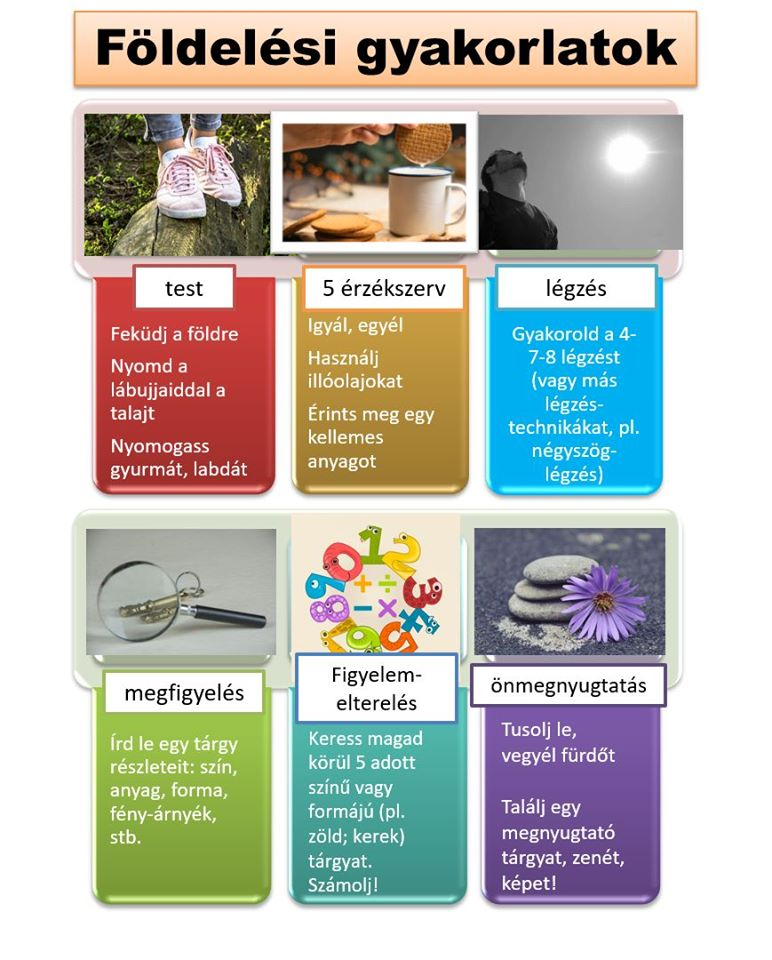 Földelési gyakorlatok
test
Feküdj a földre
Nyomd a
lábujjaiddal a
talajt
Nyomogass
gyurmát, labdát
5 érzékszerv
Igyál, egyél
Használj
illóolajokat
Érints meg egy
kellemes
anyagot
légzés
Gyakorold a 4-
7-8 légzést
(vagy más
légzés-
technikákat, pl.
négyszög-
légzés)
megfigyelés
Írd le egy tárgy
részleteit: szín,
anyag, forma,
fény-árnyék,
stb.
Figyelem-
elterelés
Keress magad
körül 5 adott
színű vagy
formájú (pl.
zöld; kerek)
tárgyat.
Számolj!
önmegnyugtatás
Tusolj le,
vegyél fürdőt
Találj egy
megnyugtató
tárgyat, zenét,
képet!